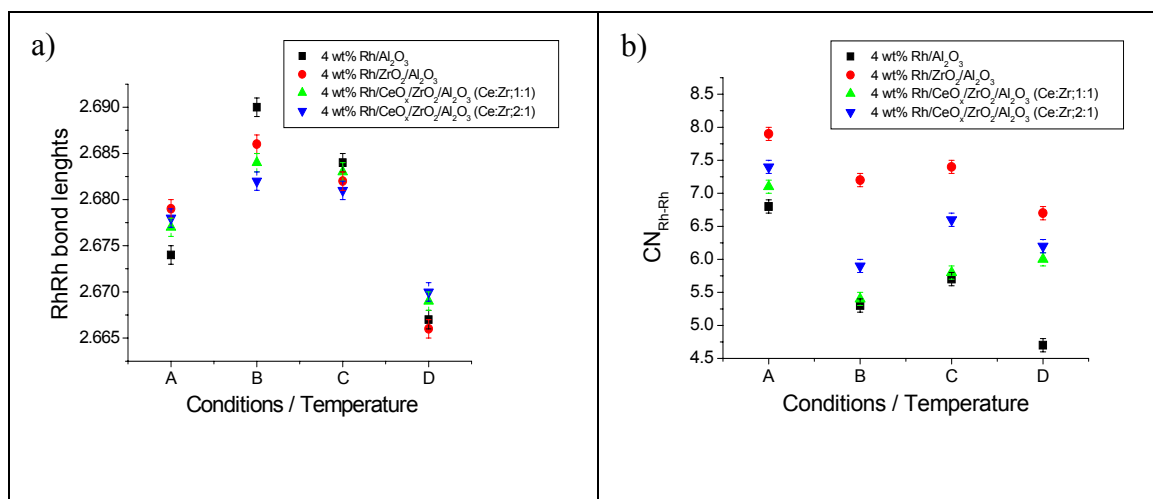 a)
4 wt% Rh/Al₂O₃
4 wt% Rh/ZrO₂/Al₂O₃
4 wt% Rh/CeOₓ/ZrO₂/Al₂O₃ (Ce:Zr;1:1)
4 wt% Rh/CeOₓ/ZrO₂/Al₂O₃ (Ce:Zr;2:1)
RhRh bond lenghts
2.690
2.685
2.680
2.675
2.670
2.665
A B C D
Conditions / Temperature
b)
4 wt% Rh/Al₂O₃
4 wt% Rh/ZrO₂/Al₂O₃
4 wt% Rh/CeOₓ/ZrO₂/Al₂O₃ (Ce:Zr;1:1)
4 wt% Rh/CeOₓ/ZrO₂/Al₂O₃ (Ce:Zr;2:1)
CN Rh-Rh
8.5
8.0
7.5
7.0
6.5
6.0
5.5
5.0
4.5
A B C D
Conditions / Temperature